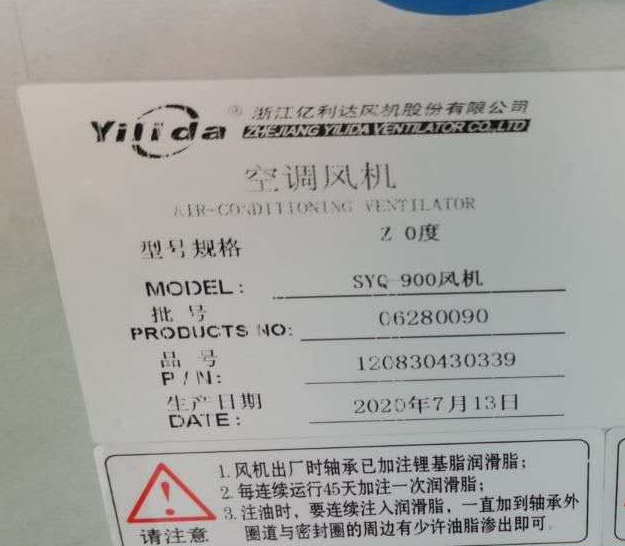 Yilida ® 浙江亿利达风机股份有限公司
ZHEJIANG YILIDA VENTILATOR CO.,LTD
空调风机
AIR-CONDITIONING VENTILATOR
型号规格 Z 0度
MODEL: SYQ-900风机
批号
PRODUCTS NO: 06280090
品号
P/N: 120830430339
生产日期
DATE: 2020年7月13日
1.风机出厂时轴承已加注锂基脂润滑脂；
2.每连续运行45天加注一次润滑脂；
3.注油时，要连续注入润滑脂，一直加到轴承外
圈道与密封圈的周边有少许油脂渗出即可.
请注意